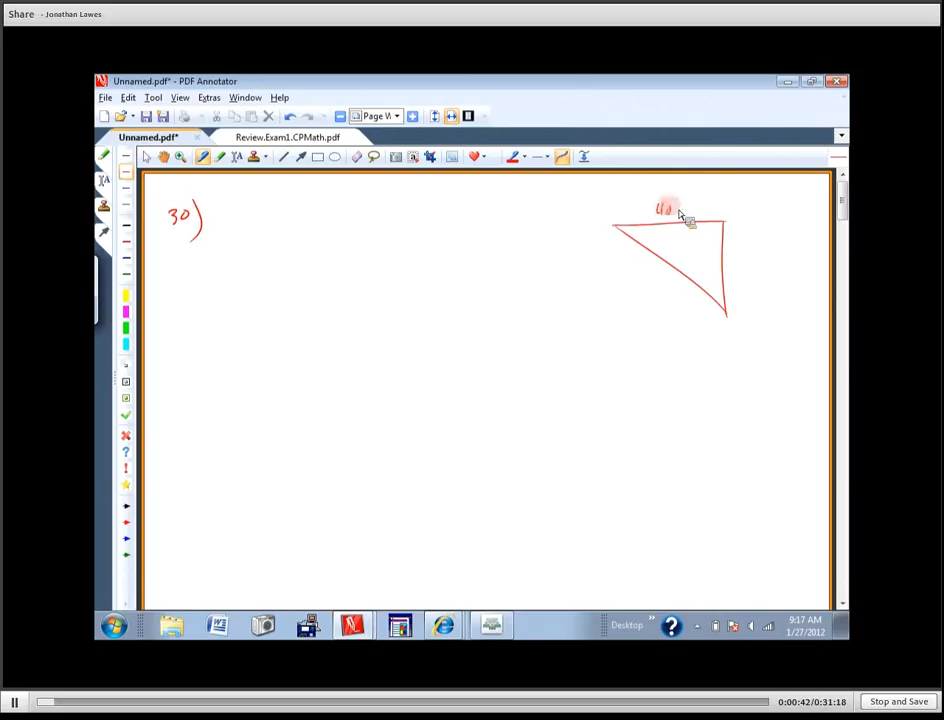 Share - Jonathan Lawes
Unnamed.pdf* - PDF Annotator
File Edit Tool View Extras Window Help
Page W
Unnamed.pdf* Review.Exam1.CPMath.pdf
30)
40
Desktop
9:17 AM
1/27/2012
0:00:42/0:31:18 Stop and Save